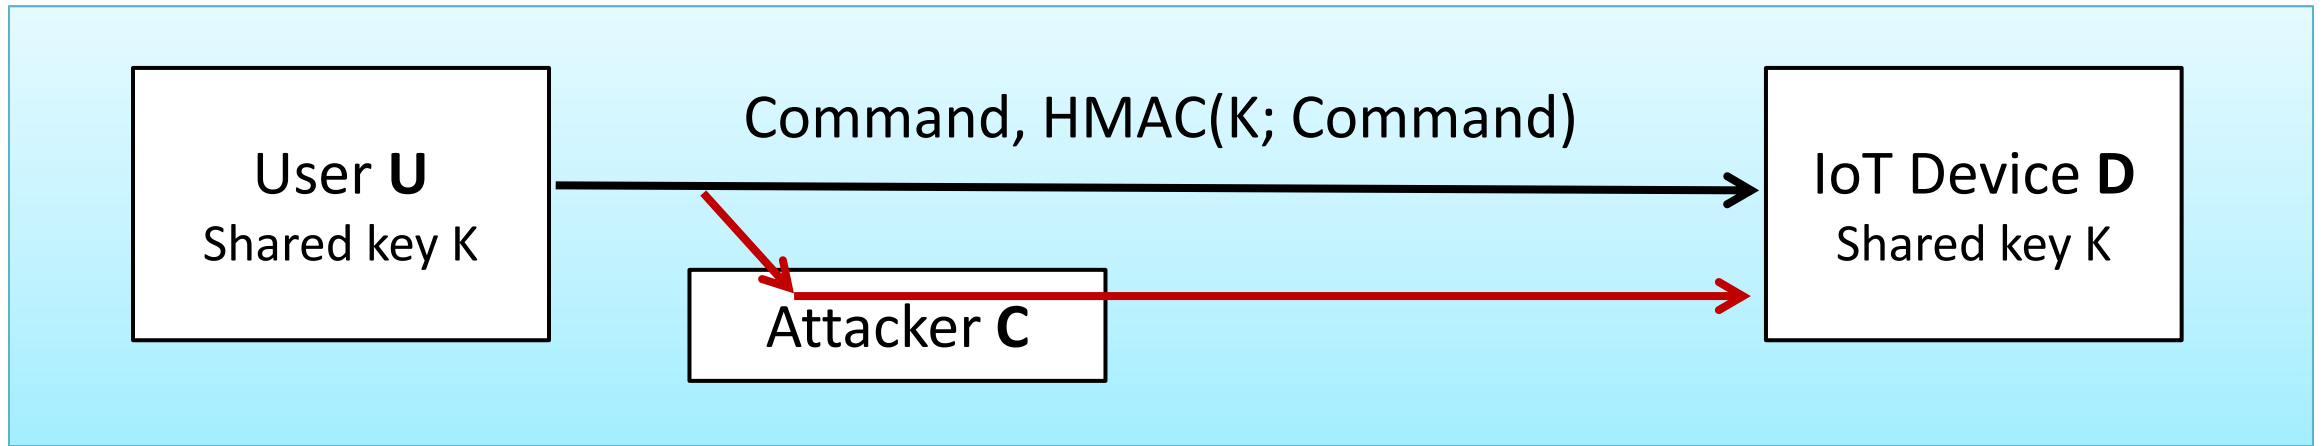 Command, HMAC(K; Command)
User U
Shared key K
IoT Device D
Shared key K
Attacker C